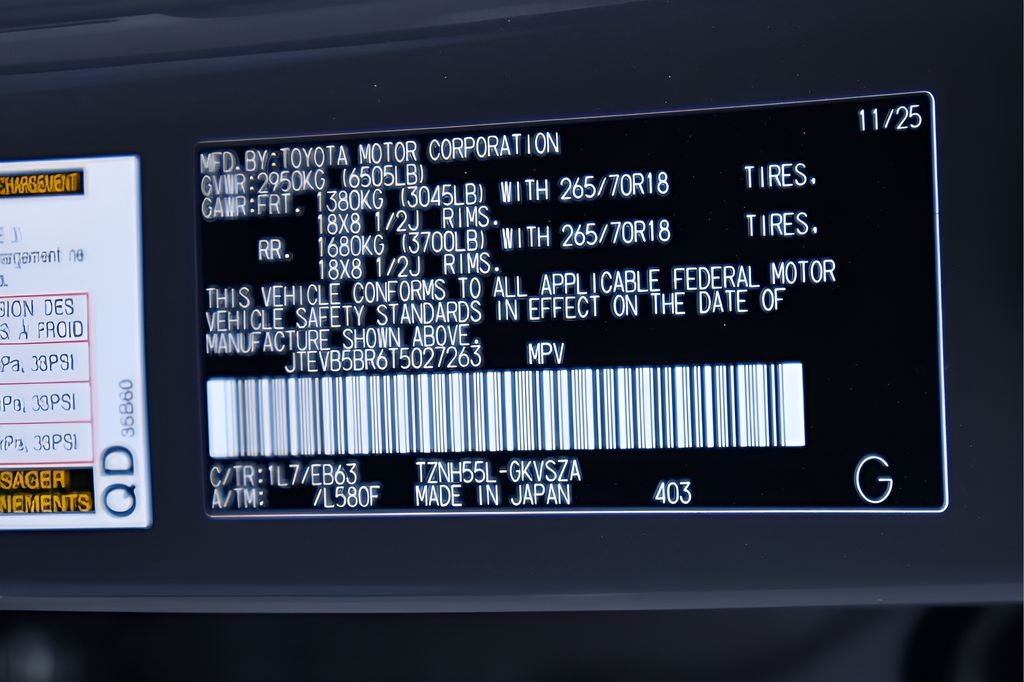 CHARGEMENT
ION DES
S À FROID
Pa, 33PSI
Pa, 33PSI
Pa, 33PSI
35B60
QD
11/25
MFD. BY:TOYOTA MOTOR CORPORATION
GVWR:2950KG (6505LB)
GAWR:FRT. 1380KG (3045LB) WITH 265/70R18 TIRES.
18X8 1/2J RIMS.
RR. 1680KG (3700LB) WITH 265/70R18 TIRES.
18X8 1/2J RIMS.
THIS VEHICLE CONFORMS TO ALL APPLICABLE FEDERAL MOTOR
VEHICLE SAFETY STANDARDS IN EFFECT ON THE DATE OF
MANUFACTURE SHOWN ABOVE.
JTEVB5BR6T5027263 MPV
C/TR:1L7/EB63 TZNH55L-GKVSZA
A/TM: /L580F MADE IN JAPAN 403
G